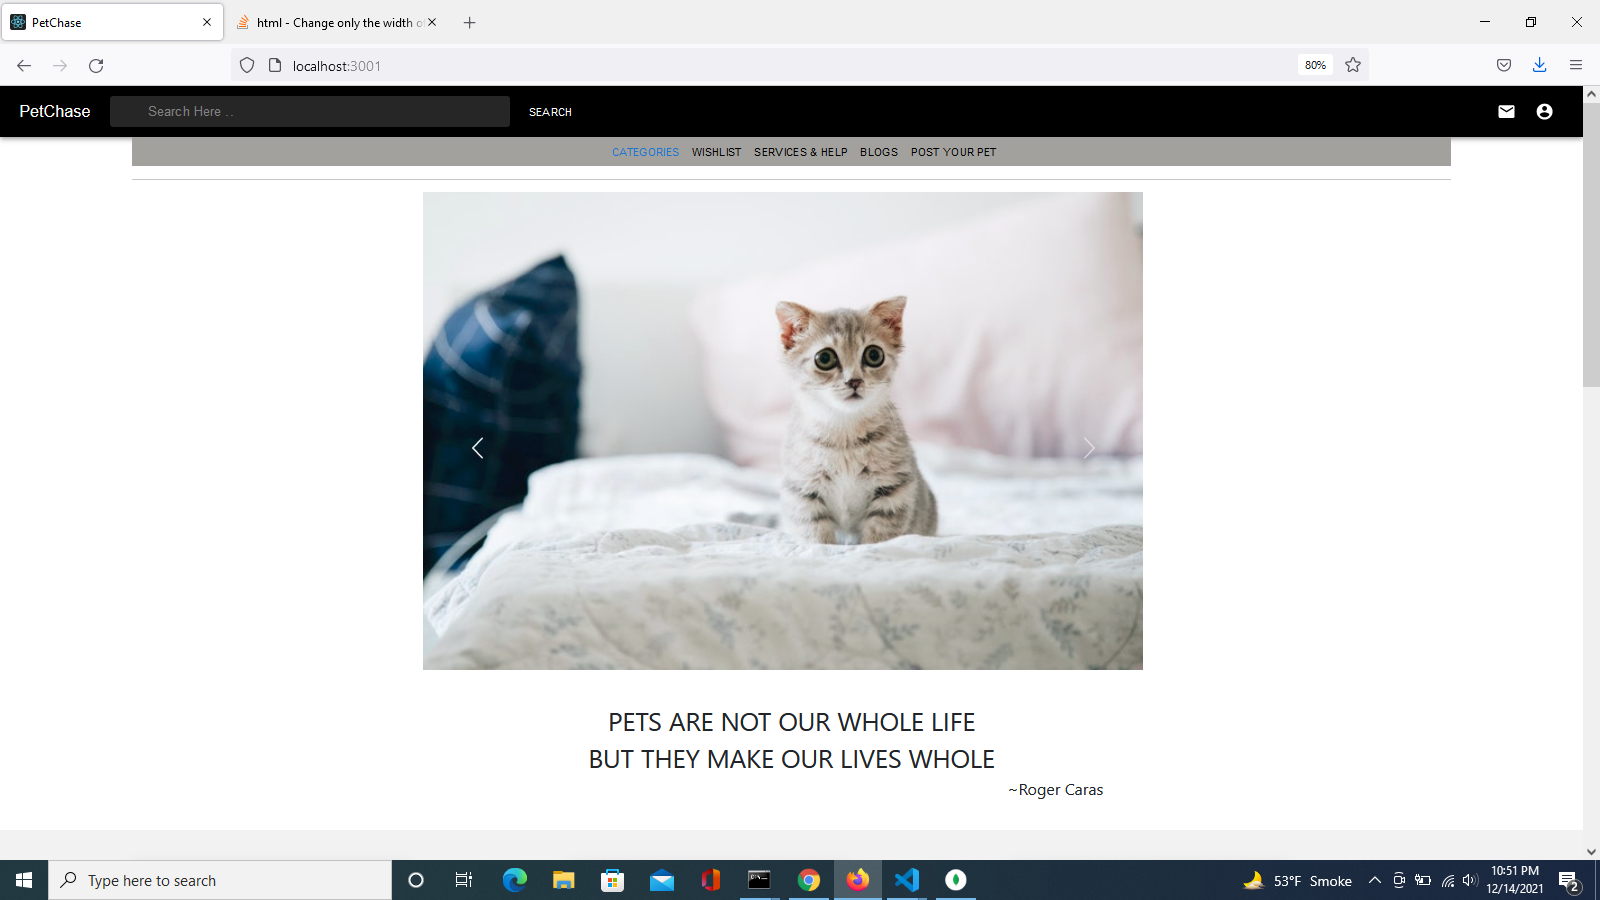 PetChase
html - Change only the width o
localhost:3001
80%
PetChase
Search Here . .
SEARCH
CATEGORIES WISHLIST SERVICES & HELP BLOGS POST YOUR PET
PETS ARE NOT OUR WHOLE LIFE
BUT THEY MAKE OUR LIVES WHOLE
~Roger Caras
Type here to search
53°F Smoke
10:51 PM
12/14/2021
2